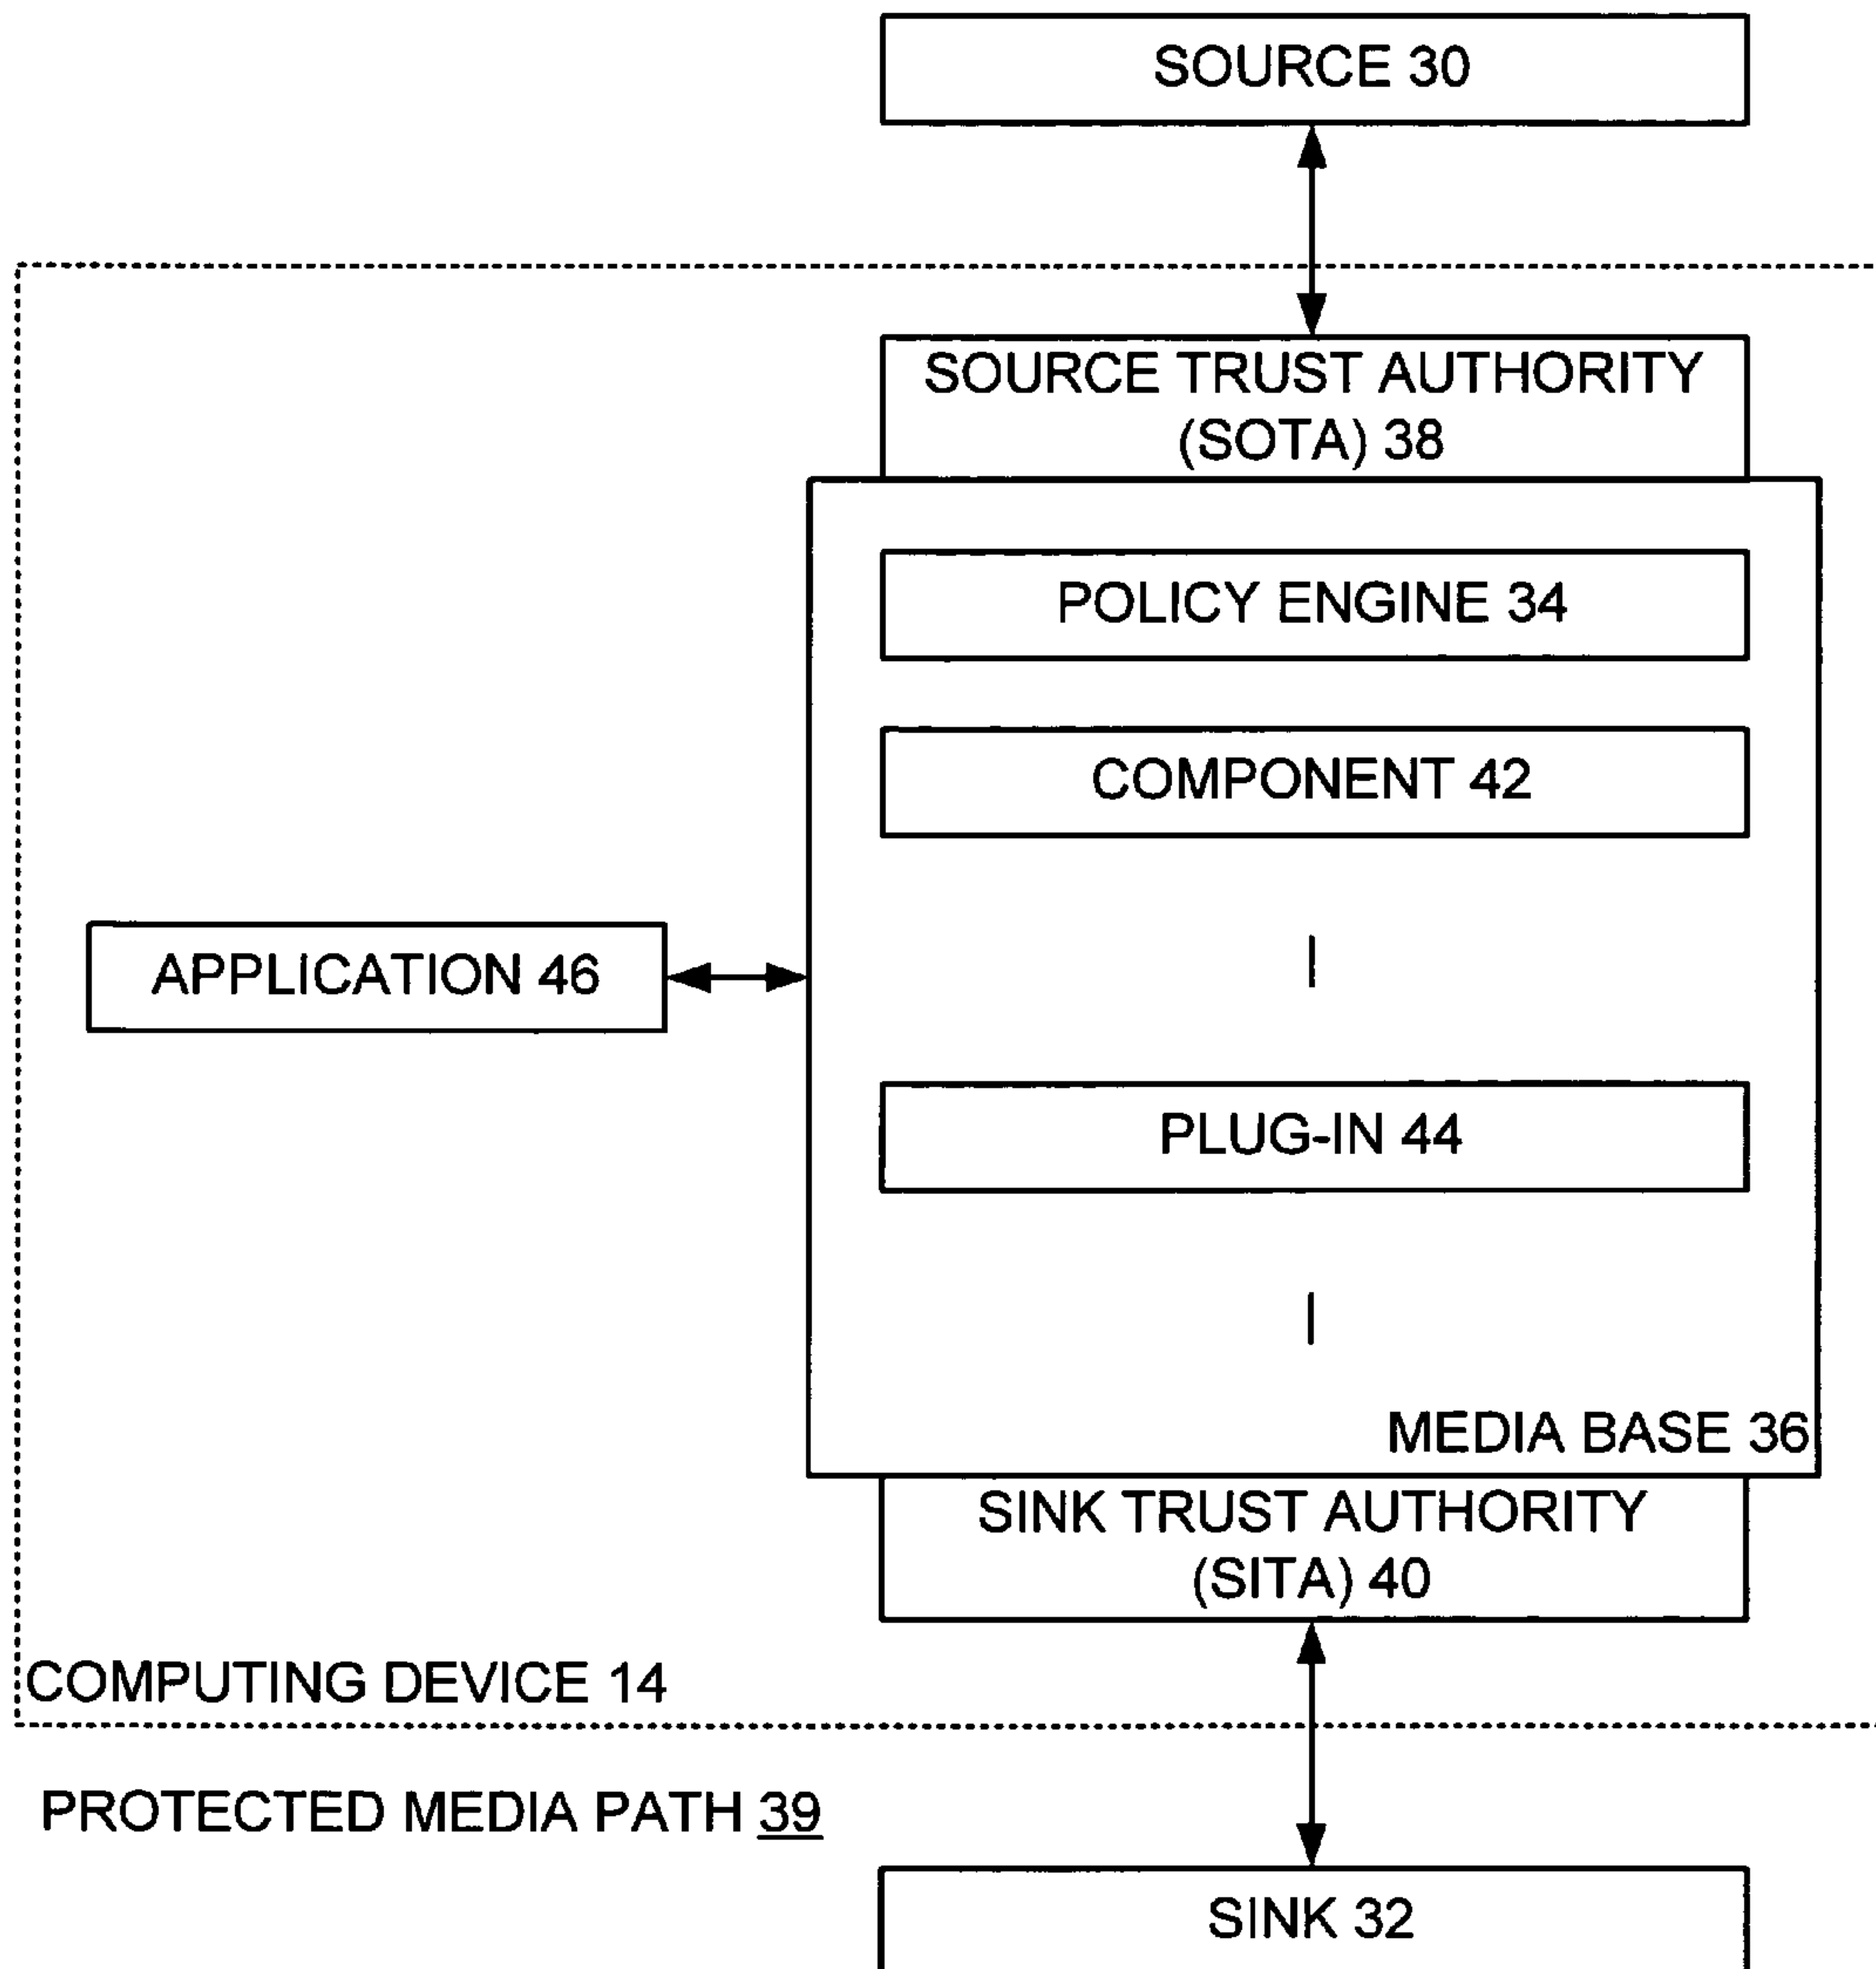 SOURCE 30
SOURCE TRUST AUTHORITY
(SOTA) 38
POLICY ENGINE 34
COMPONENT 42
APPLICATION 46
PLUG-IN 44
MEDIA BASE 36
SINK TRUST AUTHORITY
(SITA) 40
COMPUTING DEVICE 14
PROTECTED MEDIA PATH 39
SINK 32